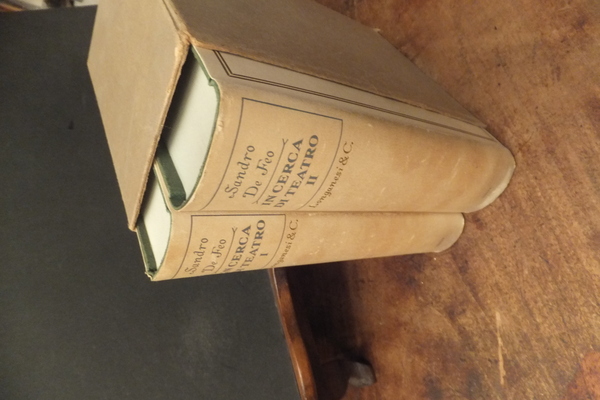 Sandro
De Feo
IN CERCA
DI TEATRO
II
Longanesi & C.
Sandro
De Feo
IN CERCA
DI TEATRO
I
Longanesi & C.